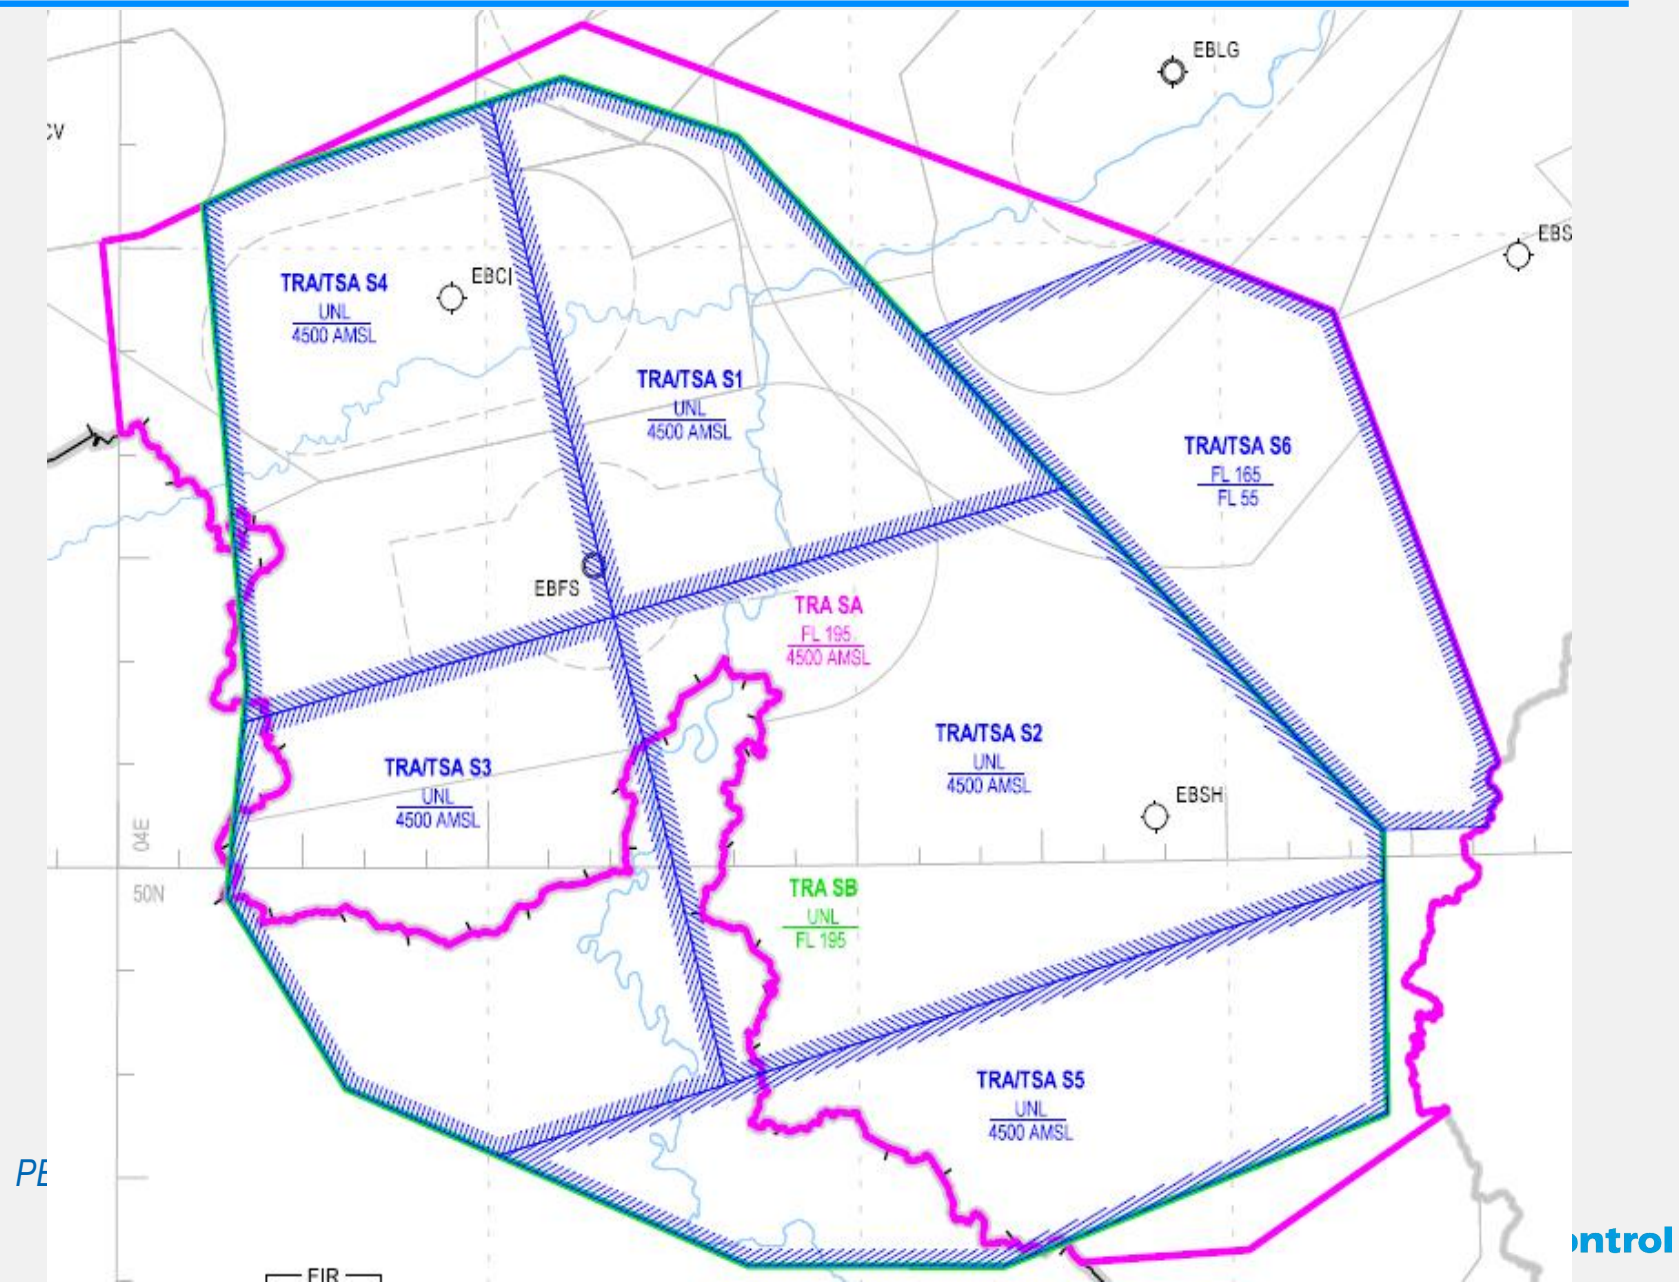 EBLG
CV
EBS
TRA/TSA S4
UNL
4500 AMSL
EBCI
TRA/TSA S1
UNL
4500 AMSL
TRA/TSA S6
FL 165
FL 55
EBFS
TRA SA
FL 195
4500 AMSL
TRA/TSA S2
UNL
4500 AMSL
TRA/TSA S3
UNL
4500 AMSL
EBSH
04E
50N
TRA SB
UNL
FL 195
TRA/TSA S5
UNL
4500 AMSL
PE
ontrol
FIR